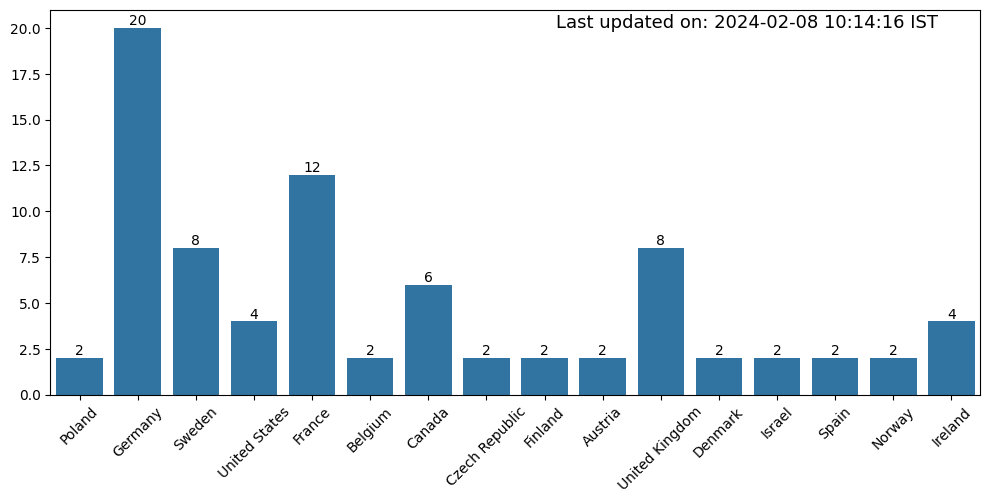 Last updated on: 2024-02-08 10:14:16 IST
20.0
17.5
15.0
12.5
10.0
7.5
5.0
2.5
0.0
2
20
8
4
12
2
6
2
2
2
8
2
2
2
2
4
Poland
Germany
Sweden
United States
France
Belgium
Canada
Czech Republic
Finland
Austria
United Kingdom
Denmark
Israel
Spain
Norway
Ireland